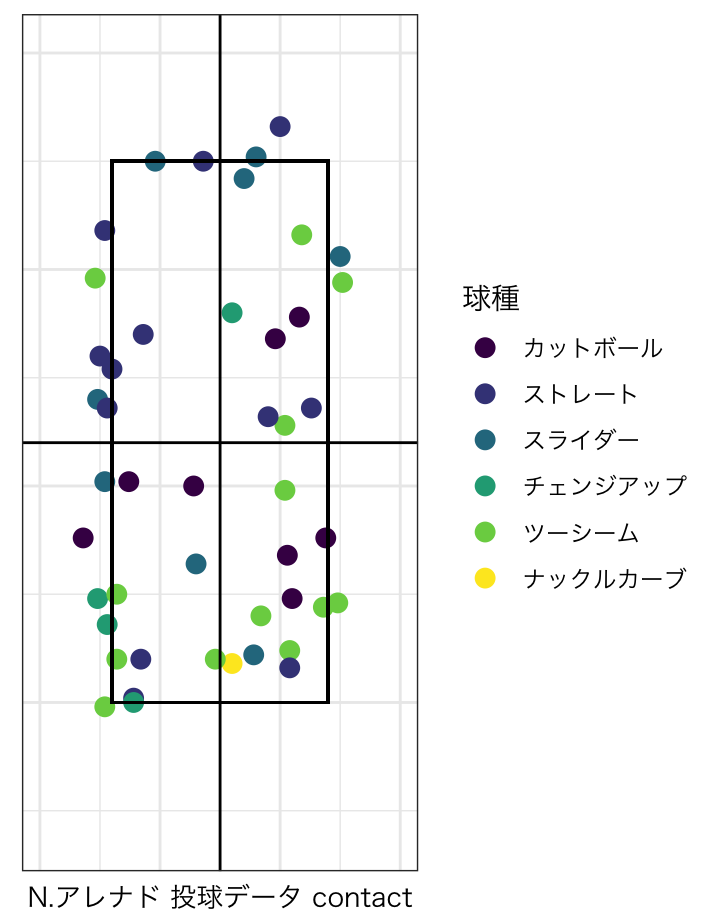 球種
カットボール
ストレート
スライダー
チェンジアップ
ツーシーム
ナックルカーブ
N.アレナド 投球データ contact